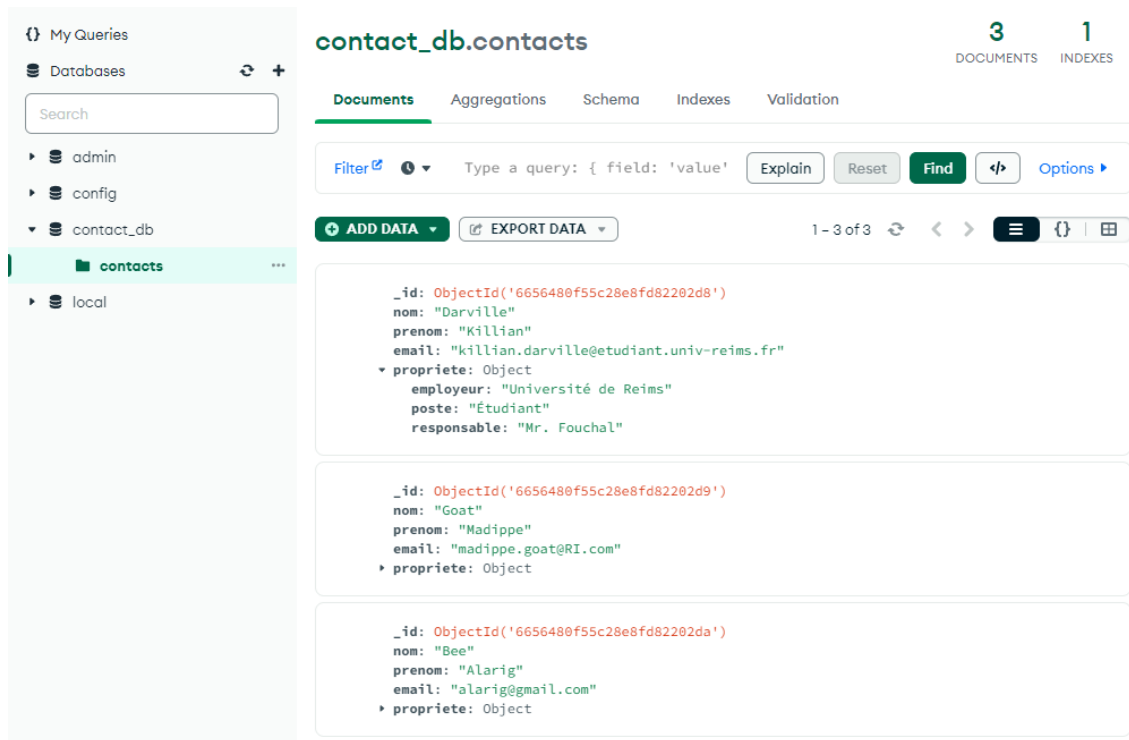 {} My Queries
Databases
Search
admin
config
contact_db
contacts
local
contact_db.contacts
3
DOCUMENTS
1
INDEXES
Documents Aggregations Schema Indexes Validation
Filter Type a query: { field: 'value' Explain Reset Find </> Options
ADD DATA EXPORT DATA 1 – 3 of 3 {}
_id: ObjectId('6656480f55c28e8fd82202d8')
nom: "Darville"
prenom: "Killian"
email: "killian.darville@etudiant.univ-reims.fr"
propriete: Object
employeur: "Université de Reims"
poste: "Étudiant"
responsable: "Mr. Fouchal"
_id: ObjectId('6656480f55c28e8fd82202d9')
nom: "Goat"
prenom: "Madippe"
email: "madippe.goat@RI.com"
propriete: Object
_id: ObjectId('6656480f55c28e8fd82202da')
nom: "Bee"
prenom: "Alarig"
email: "alarig@gmail.com"
propriete: Object